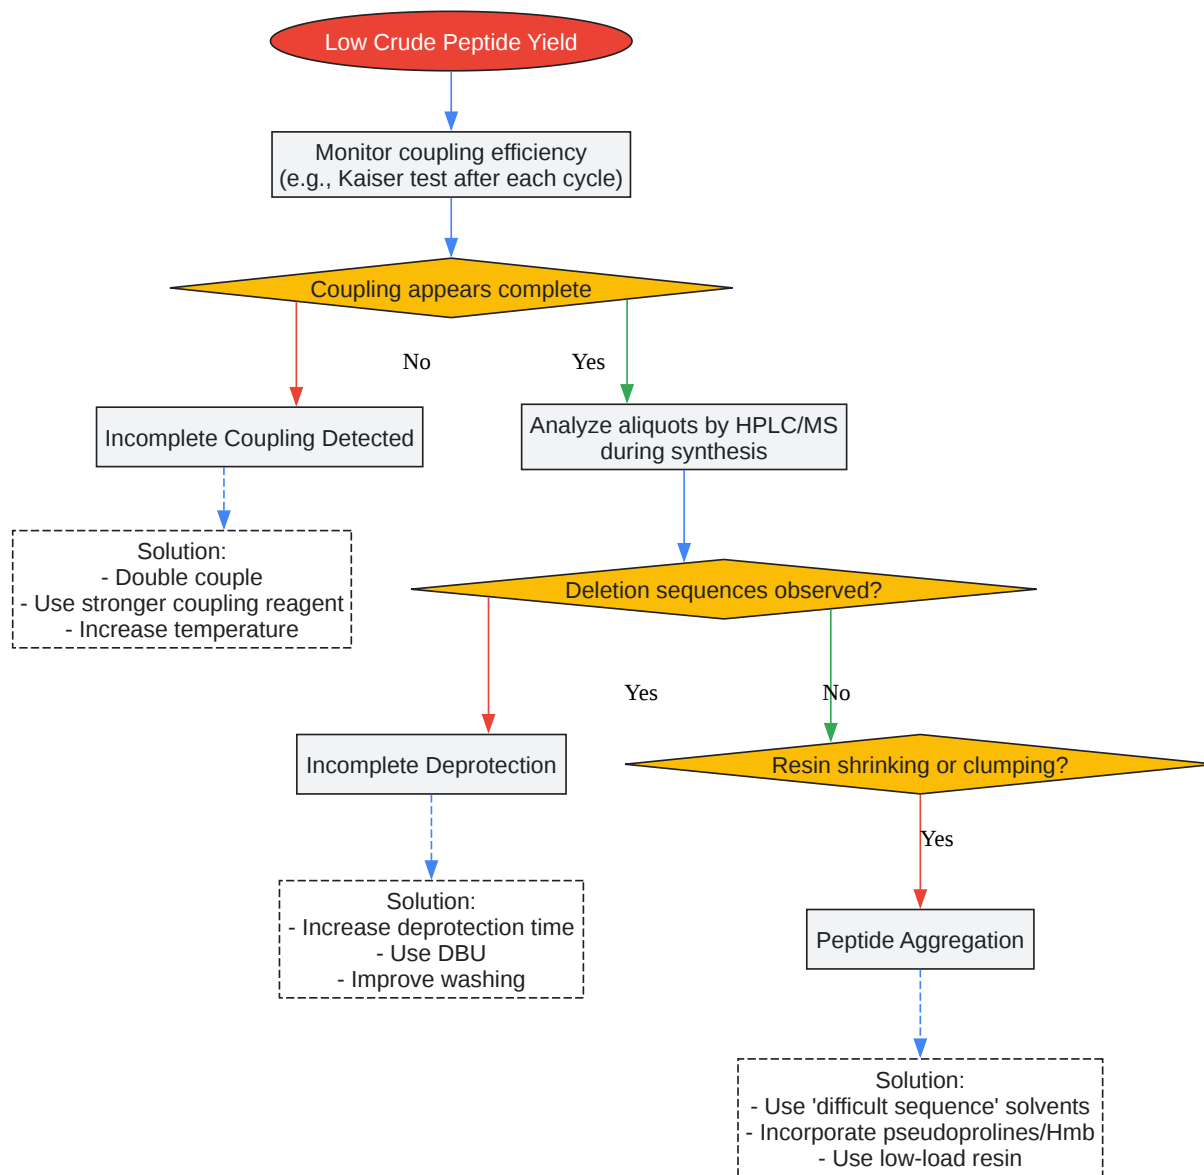 Low Crude Peptide Yield
Monitor coupling efficiency
(e.g., Kaiser test after each cycle)
Coupling appears complete
No
Yes
Incomplete Coupling Detected
Analyze aliquots by HPLC/MS
during synthesis
Solution:
- Double couple
- Use stronger coupling reagent
- Increase temperature
Deletion sequences observed?
Yes
No
Incomplete Deprotection
Resin shrinking or clumping?
Yes
Solution:
- Increase deprotection time
- Use DBU
- Improve washing
Peptide Aggregation
Solution:
- Use 'difficult sequence' solvents
- Incorporate pseudoprolines/Hmb
- Use low-load resin